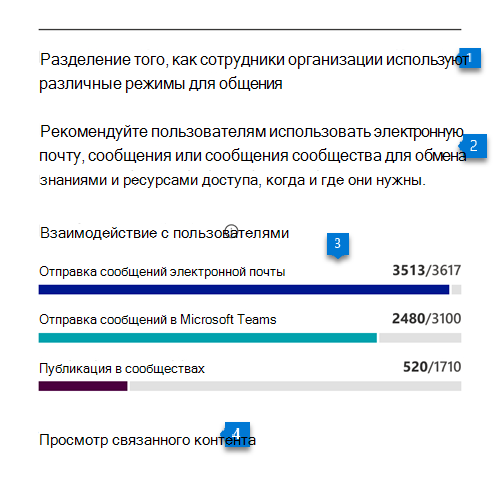 Разделение того, как сотрудники организации используют 1
различные режимы для общения
Рекомендуйте пользователям использовать электронную
почту, сообщения или сообщения сообщества для обмена 2
знаниями и ресурсами доступа, когда и где они нужны.
Взаимодействие с пользователями
3
Отправка сообщений электронной почты 3513/3617
Отправка сообщений в Microsoft Teams 2480/3100
Публикация в сообществах 520/1710
4
Просмотр связанного контента